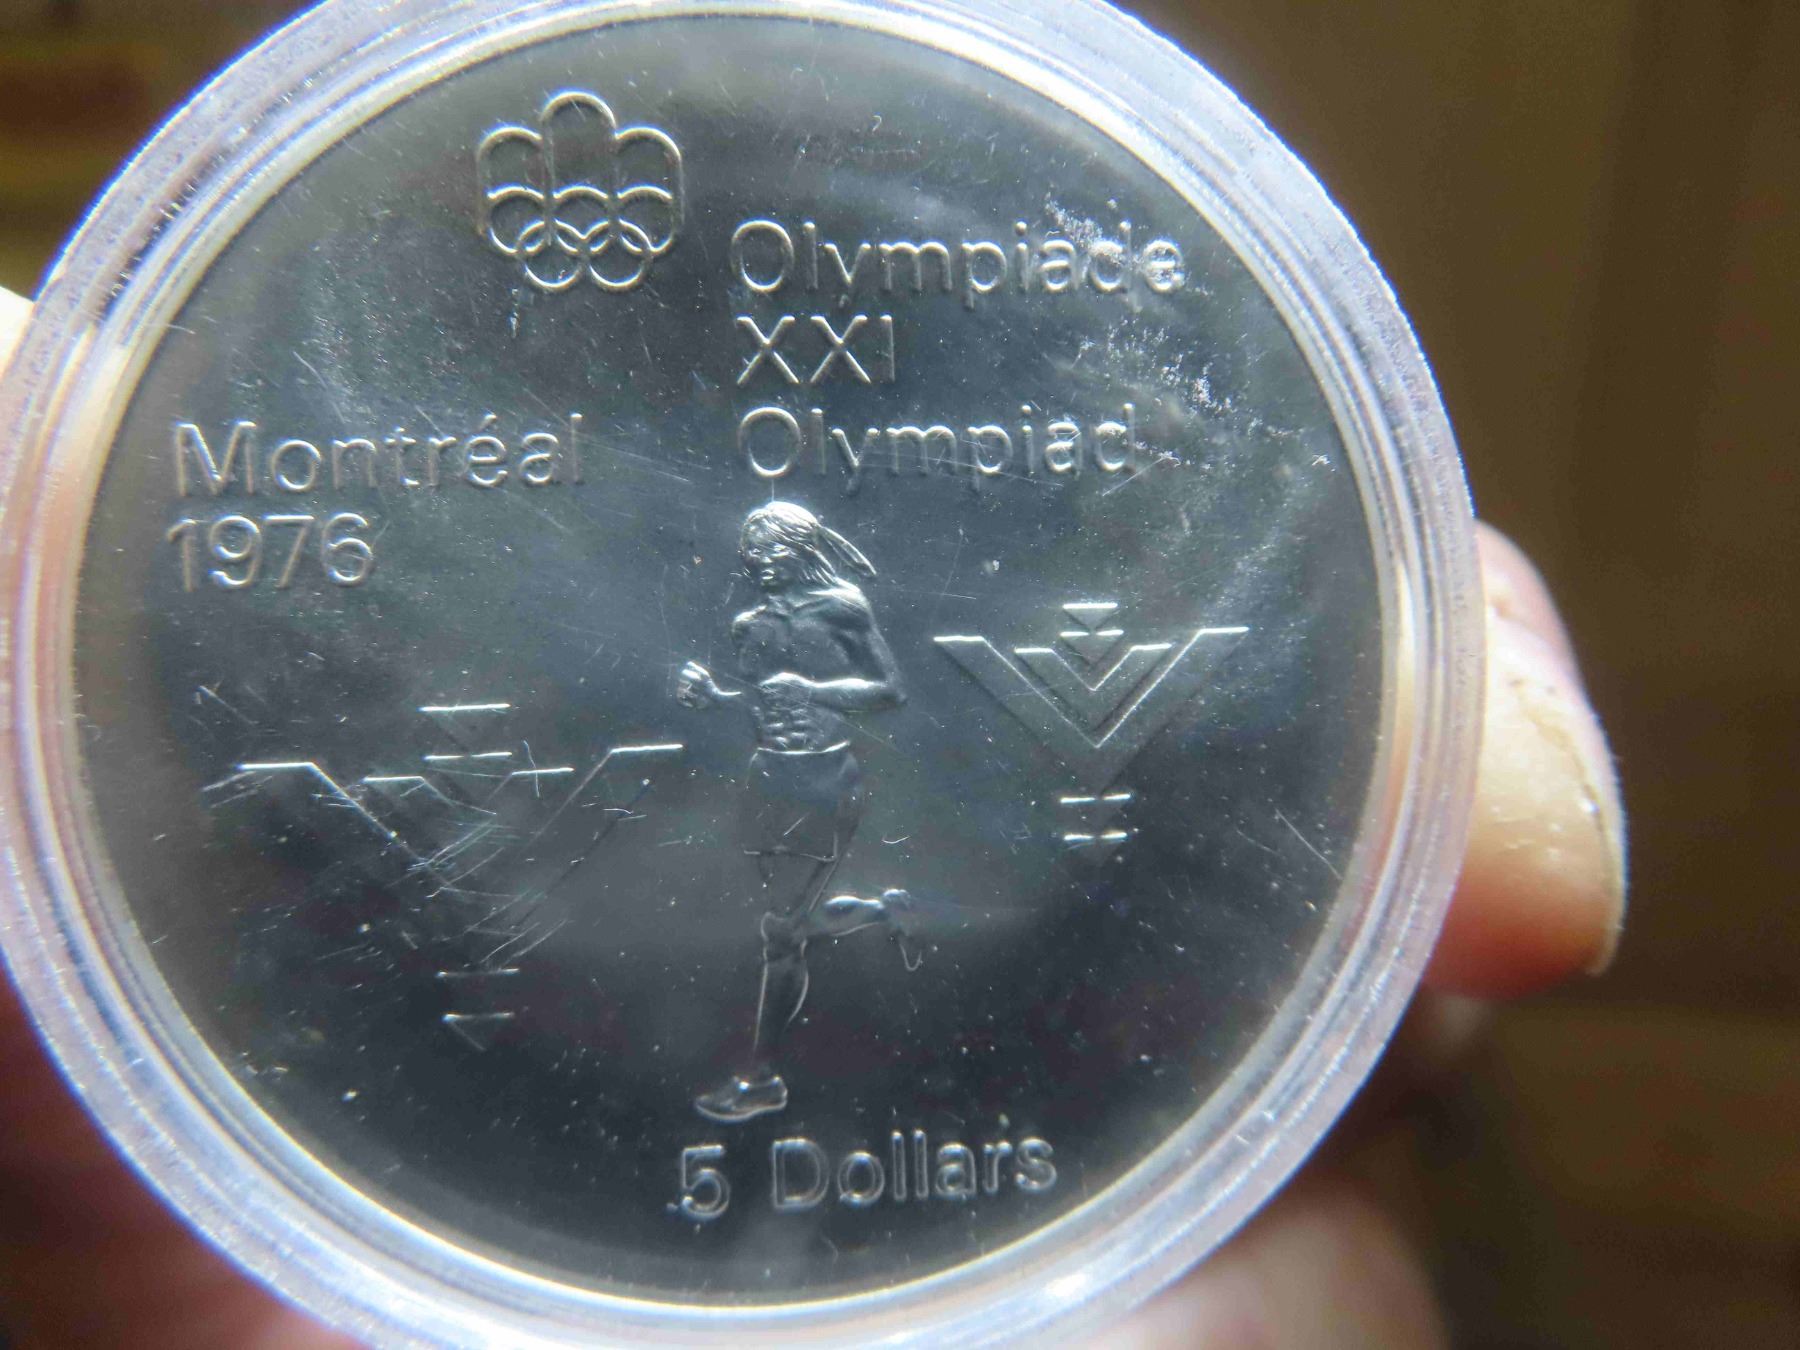 Olympiade
XXI
Olympiad
Montréal
1976
5 Dollars